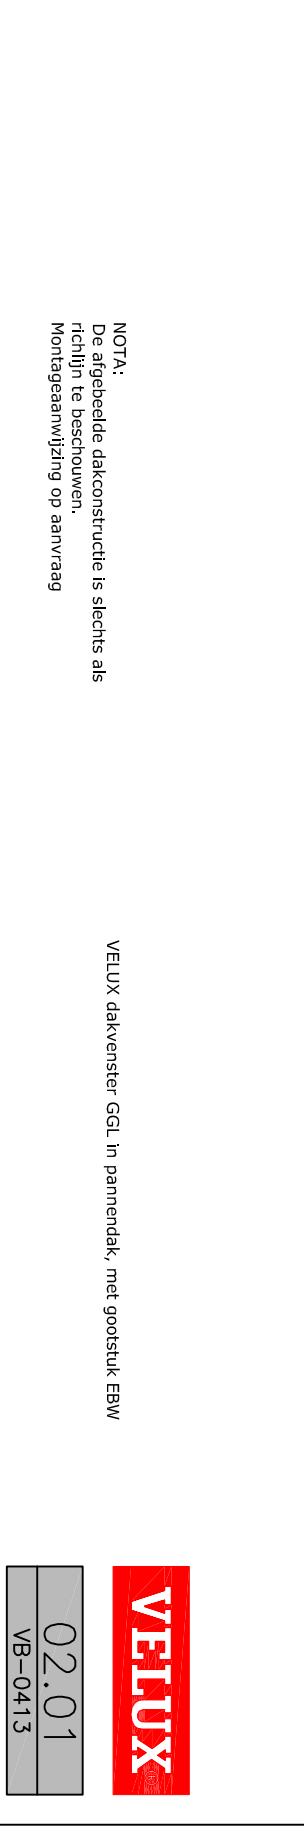 NOTA:
De afgebeelde dakconstructie is slechts als
richlijn te beschouwen.
Montageaanwijzing op aanvraag
VELUX dakvenster GGL in pannendak, met gootstuk EBW
VELUX®
02.01
VB-0413